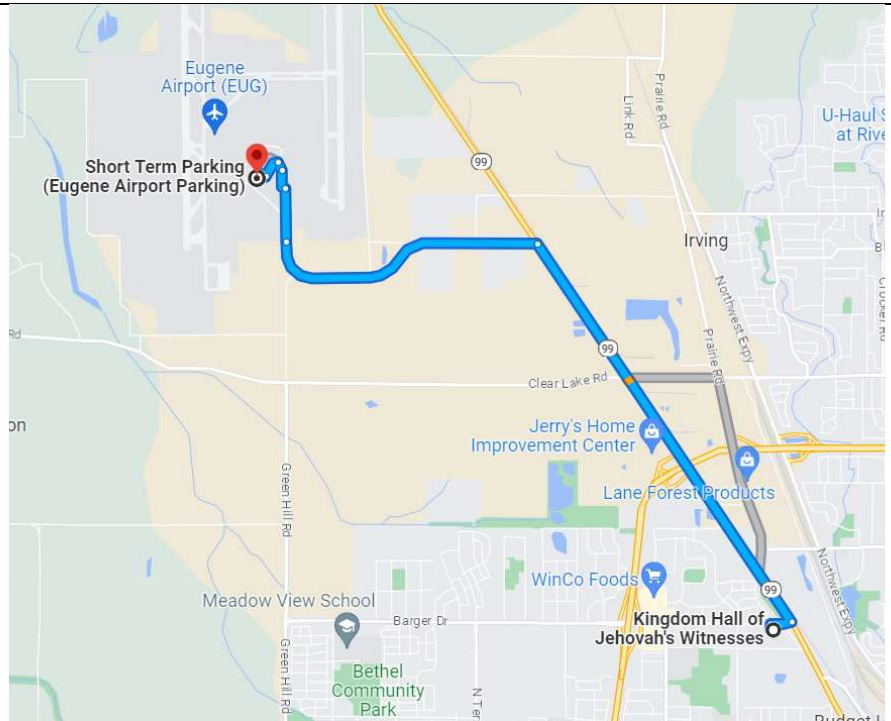 Eugene
Airport (EUG)
Short Term Parking
(Eugene Airport Parking)
99
Link Rd
Prairie Rd
U-Haul S
at Rive
Irving
Northwest Expy
Crocker Rd
Prairie Rd
99
Rd
Clear Lake Rd
on
Jerry's Home
Improvement Center
Lane Forest Products
Green Hill Rd
WinCo Foods
99
Northwest Expy
Meadow View School
Barger Dr
Kingdom Hall of
Jehovah's Witnesses
Green Hill Rd
Bethel
Community
Park
N Ter